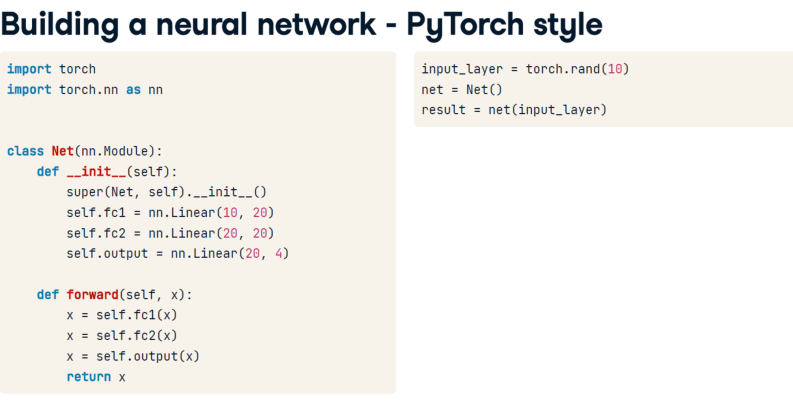 Building a neural network - PyTorch style
import torch
import torch.nn as nn
class Net(nn.Module):
    def __init__(self):
        super(Net, self).__init__()
        self.fc1 = nn.Linear(10, 20)
        self.fc2 = nn.Linear(20, 20)
        self.output = nn.Linear(20, 4)
    def forward(self, x):
        x = self.fc1(x)
        x = self.fc2(x)
        x = self.output(x)
        return x
input_layer = torch.rand(10)
net = Net()
result = net(input_layer)